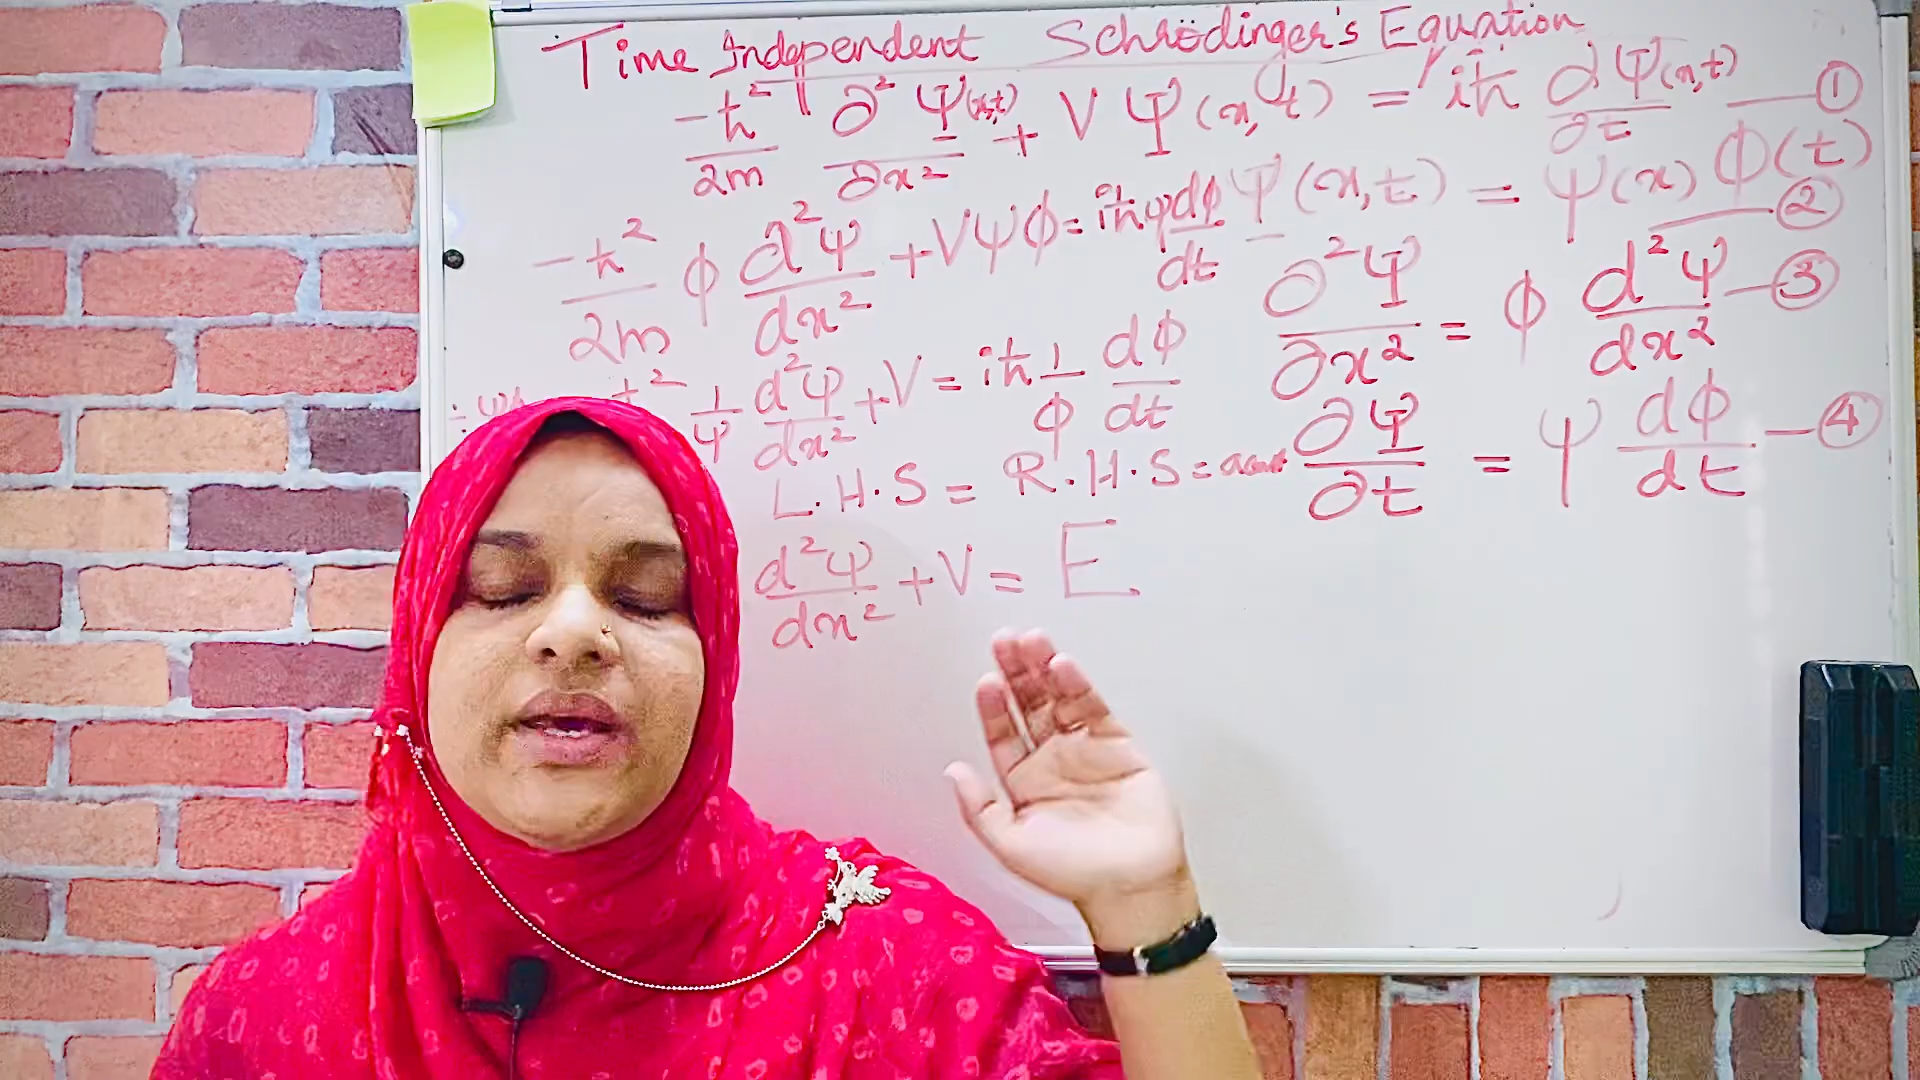 Time Independent Schrödinger's Equation
-ħ²/2m ∂²Ψ(x,t)/∂x² + V Ψ(x,t) = iħ ∂Ψ(x,t)/∂t — ①
Ψ(x,t) = ψ(x) Φ(t) — ②
-ħ²/2m ϕ d²ψ/dx² + Vψϕ = iħψ dϕ/dt
∂²Ψ/∂x² = ϕ d²ψ/dx² — ③
1/ψ d²ψ/dx² + V = iħ 1/ϕ dϕ/dt
∂Ψ/∂t = ψ dϕ/dt — ④
L.H.S = R.H.S =
d²ψ/dx² + V = E